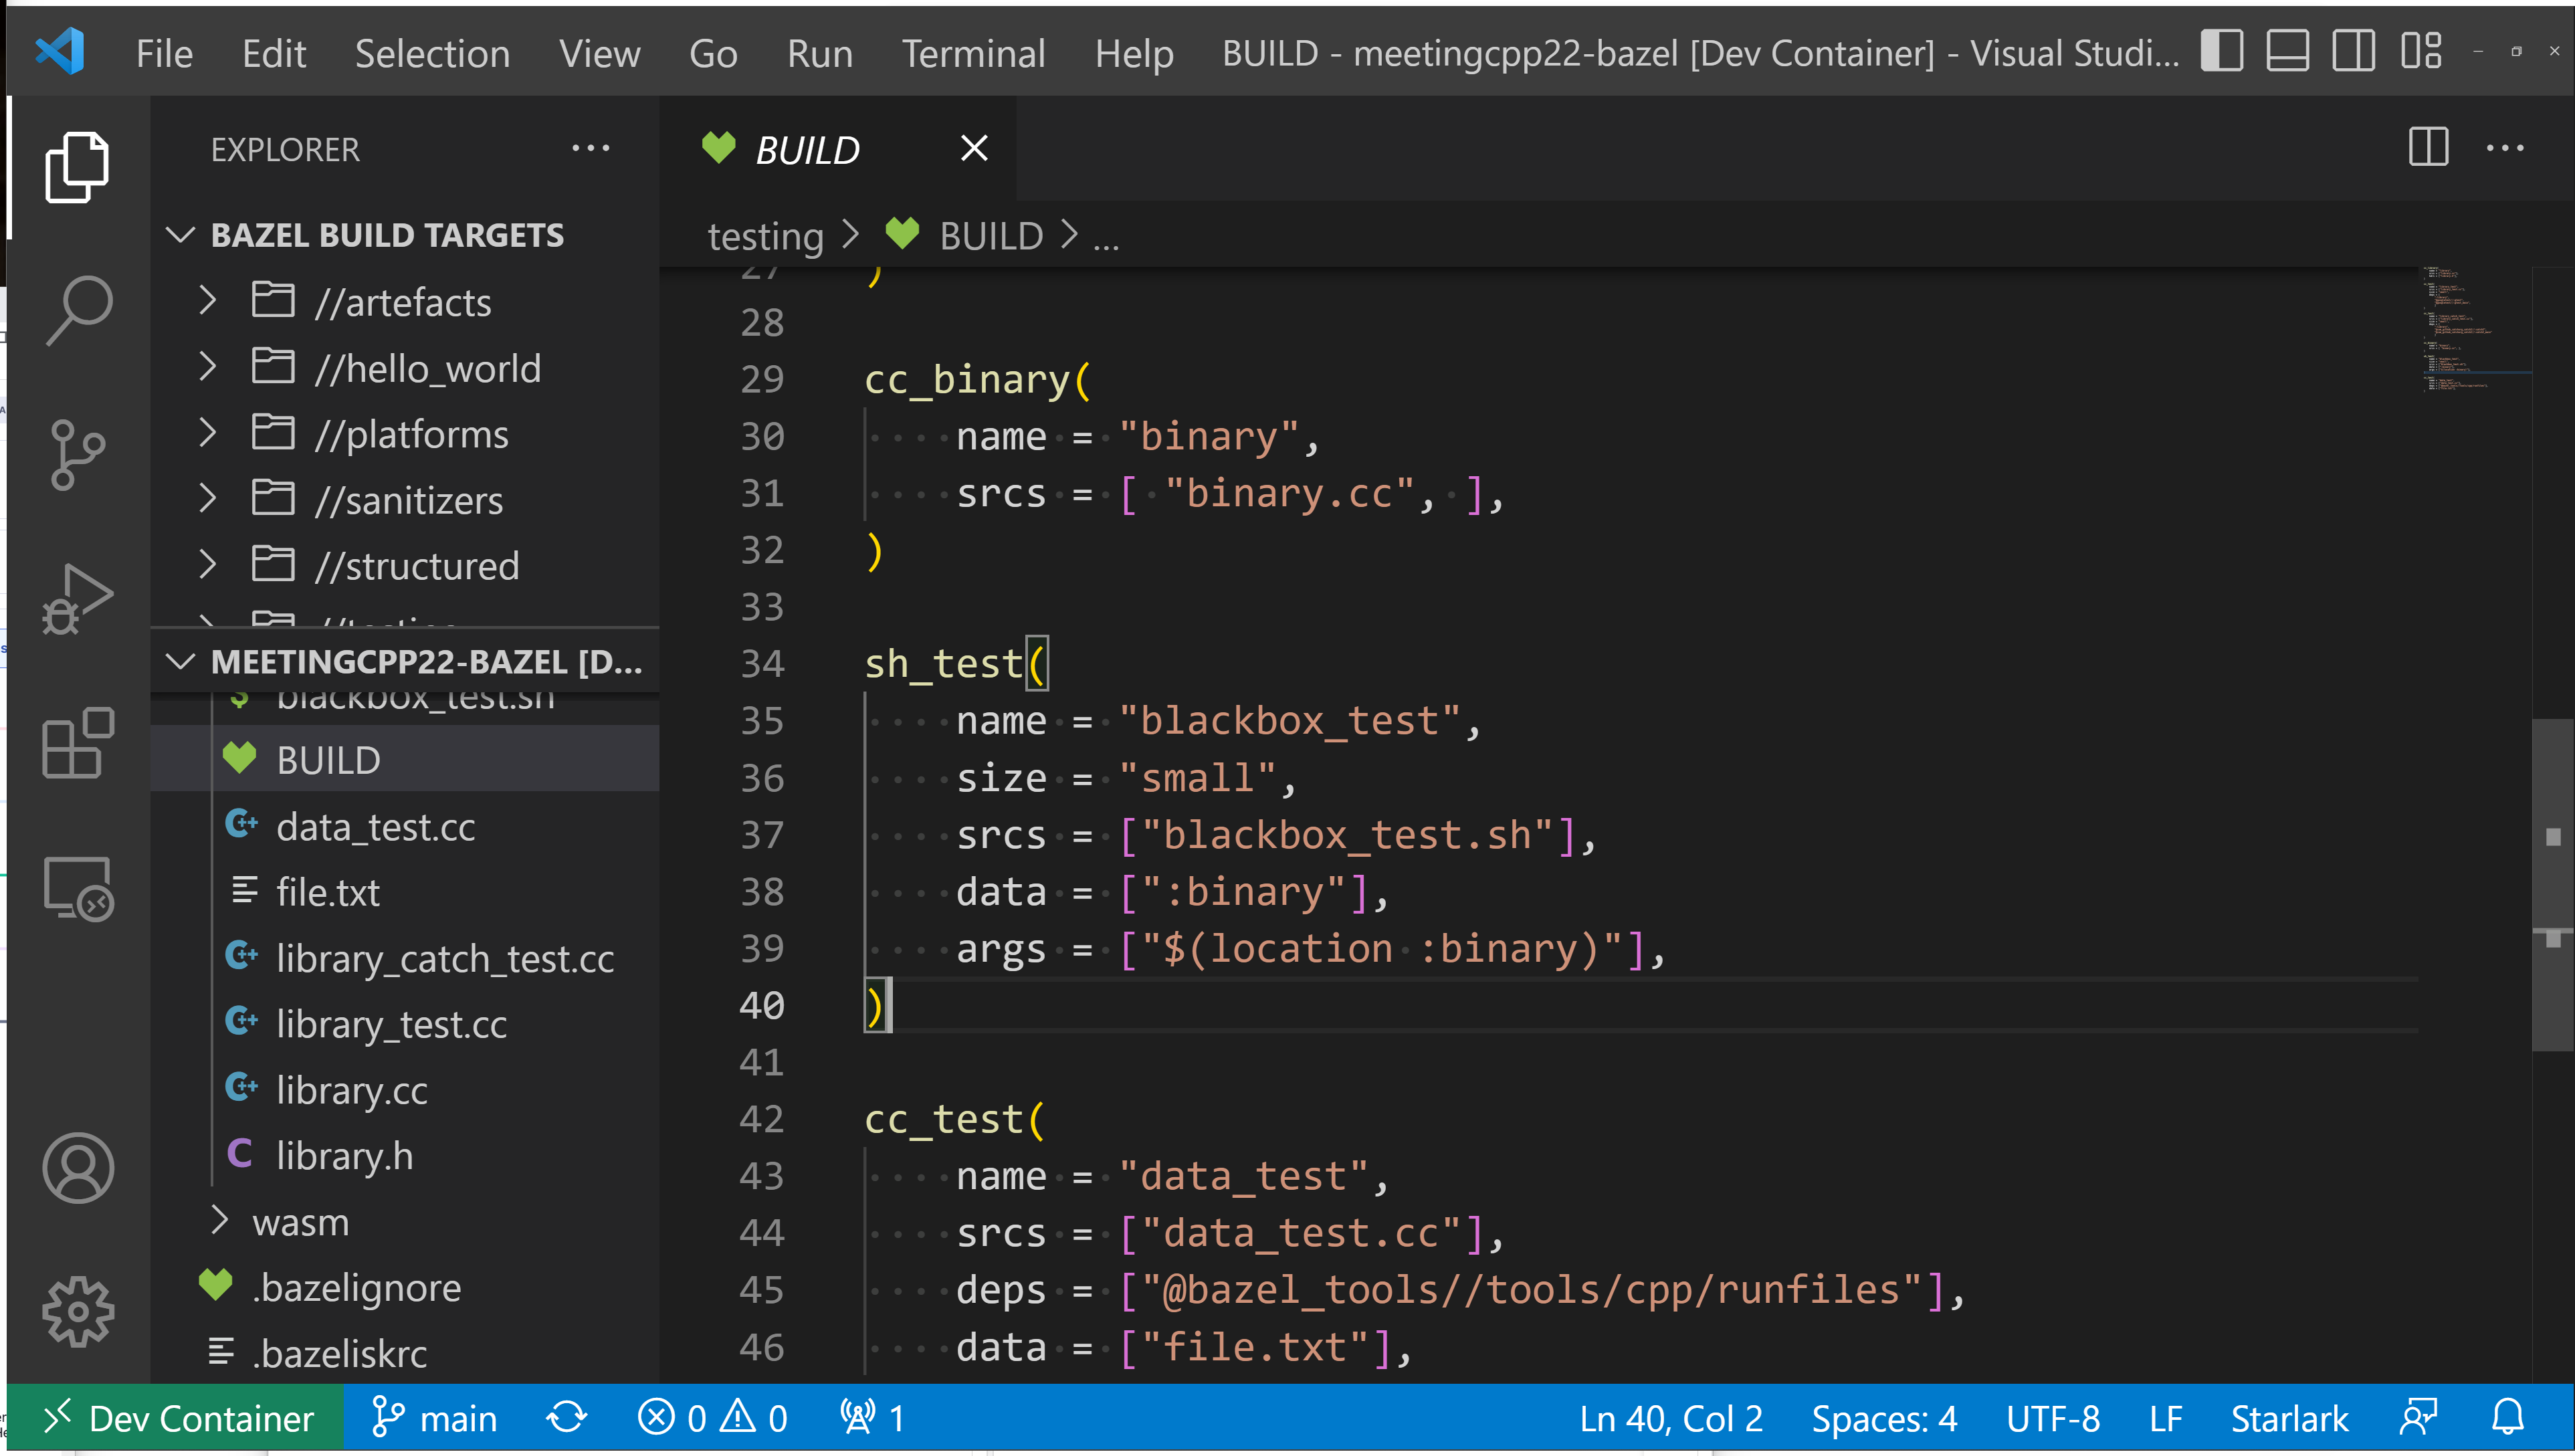 File Edit Selection View Go Run Terminal Help BUILD - meetingcpp22-bazel [Dev Container] - Visual Studi...
EXPLORER
BAZEL BUILD TARGETS
//artefacts
//hello_world
//platforms
//sanitizers
//structured
//testing
MEETINGCPP22-BAZEL [D...
blackbox_test.sh
BUILD
data_test.cc
file.txt
library_catch_test.cc
library_test.cc
library.cc
library.h
wasm
.bazelignore
.bazeliskrc
BUILD
testing > BUILD > ...
27 )
28
29 cc_binary(
30     name = "binary",
31     srcs = [ "binary.cc", ],
32 )
33
34 sh_test(
35     name = "blackbox_test",
36     size = "small",
37     srcs = ["blackbox_test.sh"],
38     data = [":binary"],
39     args = ["$(location :binary)"],
40 )
41
42 cc_test(
43     name = "data_test",
44     srcs = ["data_test.cc"],
45     deps = ["@bazel_tools//tools/cpp/runfiles"],
46     data = ["file.txt"],
Dev Container main 0 0 1 Ln 40, Col 2 Spaces: 4 UTF-8 LF Starlark